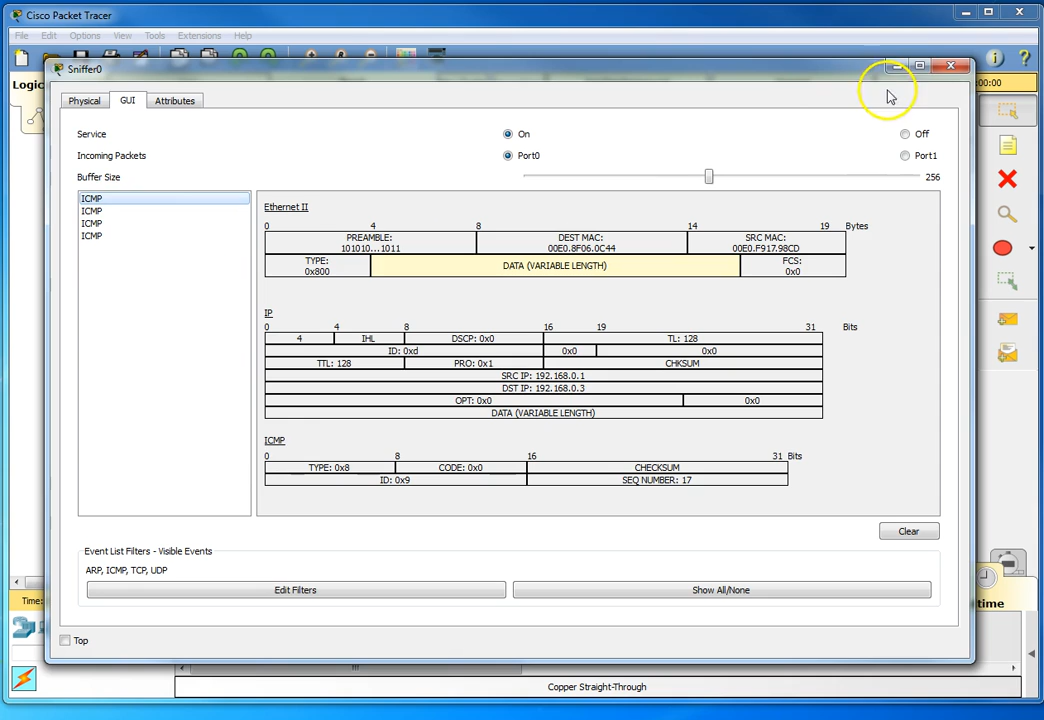 Cisco Packet Tracer
File Edit Options View Tools Extensions Help
Sniffer0
Logic
:00:00
Physical GUI Attributes
Service On Off
Incoming Packets Port0 Port1
Buffer Size 256
ICMP
ICMP
ICMP
ICMP
Ethernet II
0 4 8 14 19 Bytes
PREAMBLE: 101010...1011
DEST MAC: 00E0.8F06.0C44
SRC MAC: 00E0.F917.98CD
TYPE: 0x800
DATA (VARIABLE LENGTH)
FCS: 0x0
IP
0 4 8 16 19 31 Bits
4 IHL DSCP: 0x0 TL: 128
ID: 0xd 0x0 0x0
TTL: 128 PRO: 0x1 CHKSUM
SRC IP: 192.168.0.1
DST IP: 192.168.0.3
OPT: 0x0 0x0
DATA (VARIABLE LENGTH)
ICMP
0 8 16 31 Bits
TYPE: 0x8 CODE: 0x0 CHECKSUM
ID: 0x9 SEQ NUMBER: 17
Clear
Event List Filters - Visible Events
ARP, ICMP, TCP, UDP
Edit Filters Show All/None
Time:
time
Top
Copper Straight-Through